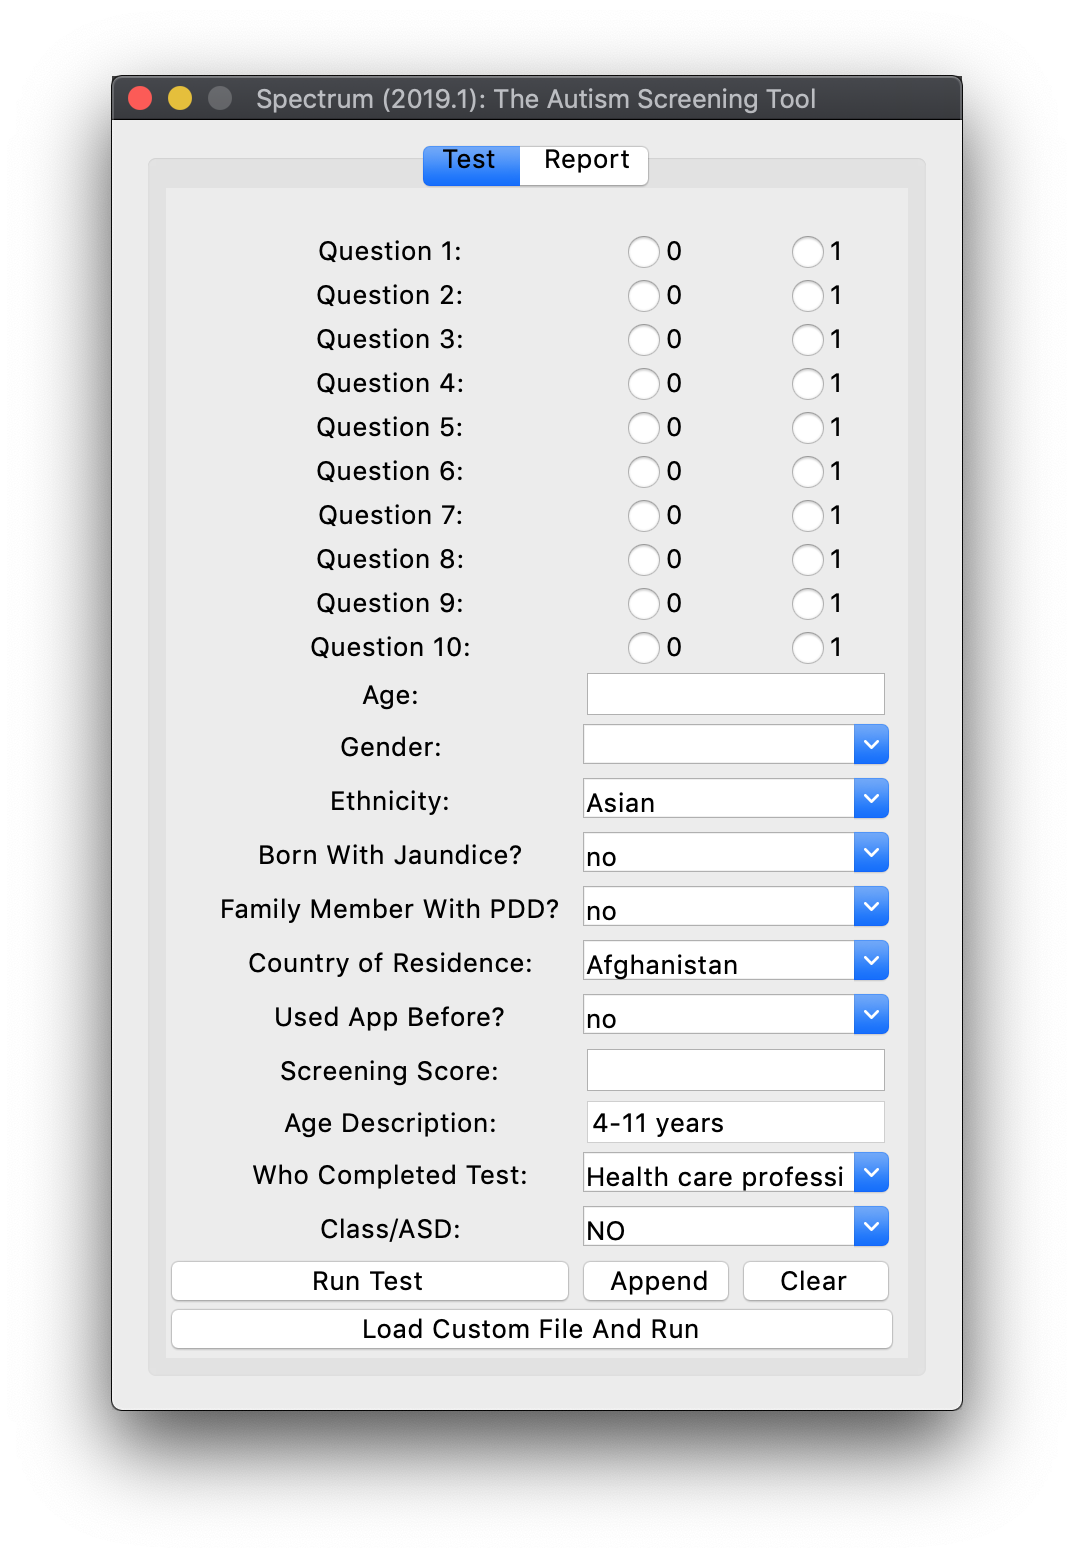 Spectrum (2019.1): The Autism Screening Tool
Test Report
Question 1: 0 1
Question 2: 0 1
Question 3: 0 1
Question 4: 0 1
Question 5: 0 1
Question 6: 0 1
Question 7: 0 1
Question 8: 0 1
Question 9: 0 1
Question 10: 0 1
Age:
Gender:
Ethnicity: Asian
Born With Jaundice? no
Family Member With PDD? no
Country of Residence: Afghanistan
Used App Before? no
Screening Score:
Age Description: 4-11 years
Who Completed Test: Health care professi
Class/ASD: NO
Run Test Append Clear
Load Custom File And Run